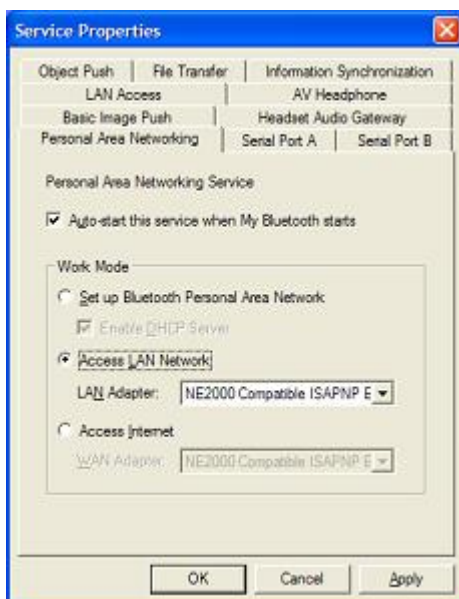 Service Properties
Object Push File Transfer Information Synchronization
LAN Access AV Headphone
Basic Image Push Headset Audio Gateway
Personal Area Networking Serial Port A Serial Port B
Personal Area Networking Service
Auto-start this service when My Bluetooth starts
Work Mode
Set up Bluetooth Personal Area Network
Enable DHCP Server
Access LAN Network
LAN Adapter: NE2000 Compatible ISAPNP E
Access Internet
WAN Adapter: NE2000 Compatible ISAPNP E
OK Cancel Apply